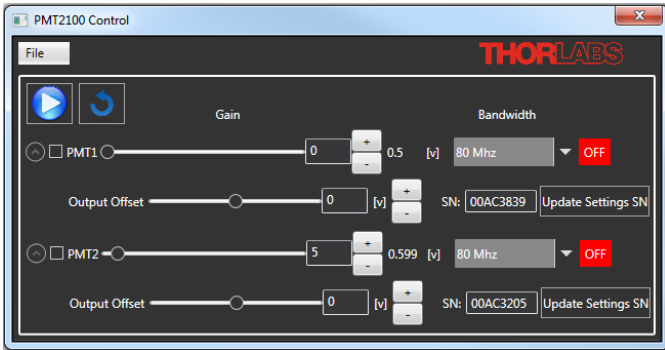 PMT2100 Control
File
THORLABS
Gain Bandwidth
PMT1 0 + - 0.5 [v] 80 Mhz OFF
Output Offset 0 [v] + - SN: 00AC3839 Update Settings SN
PMT2 5 + - 0.599 [v] 80 Mhz OFF
Output Offset 0 [v] + - SN: 00AC3205 Update Settings SN